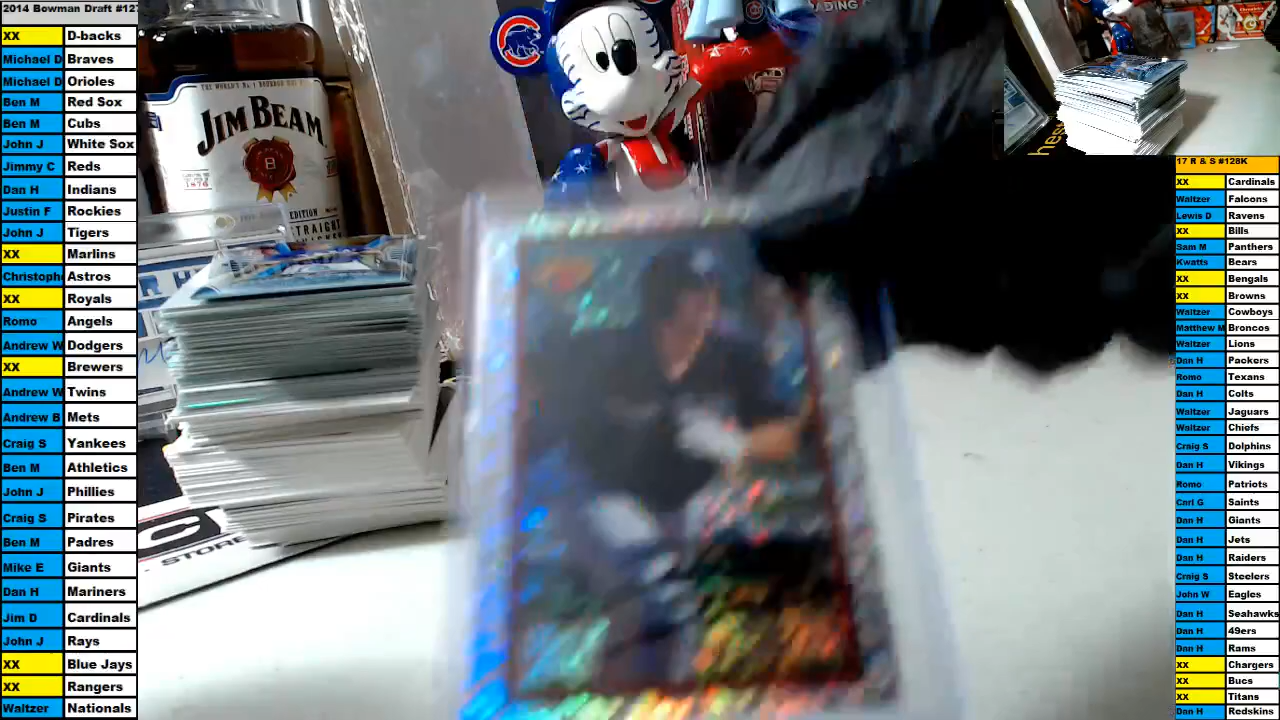 2014 Bowman Draft #127
XX D-backs
Michael D Braves
Michael D Orioles
Ben M Red Sox
Ben M Cubs
John J White Sox
Jimmy C Reds
Dan H Indians
Justin F Rockies
John J Tigers
XX Marlins
Christoph Astros
XX Royals
Romo Angels
Andrew W Dodgers
XX Brewers
Andrew W Twins
Andrew B Mets
Craig S Yankees
Ben M Athletics
John J Phillies
Craig S Pirates
Ben M Padres
Mike E Giants
Dan H Mariners
Jim D Cardinals
John J Rays
XX Blue Jays
XX Rangers
Waltzer Nationals
JIM BEAM
B
EDITION
STRAIGHT
STORE
CUBS
ADING
17 R & S #128K
XX Cardinals
Waltzer Falcons
Lewis D Ravens
XX Bills
Sam M Panthers
Kwatts Bears
XX Bengals
XX Browns
Waltzer Cowboys
Matthew M Broncos
Waltzer Lions
Dan H Packers
Romo Texans
Dan H Colts
Waltzer Jaguars
Waltzer Chiefs
Craig S Dolphins
Dan H Vikings
Romo Patriots
Carl G Saints
Dan H Giants
Dan H Jets
Dan H Raiders
Craig S Steelers
John W Eagles
Dan H Seahawks
Dan H 49ers
Dan H Rams
XX Chargers
XX Bucs
XX Titans
Dan H Redskins